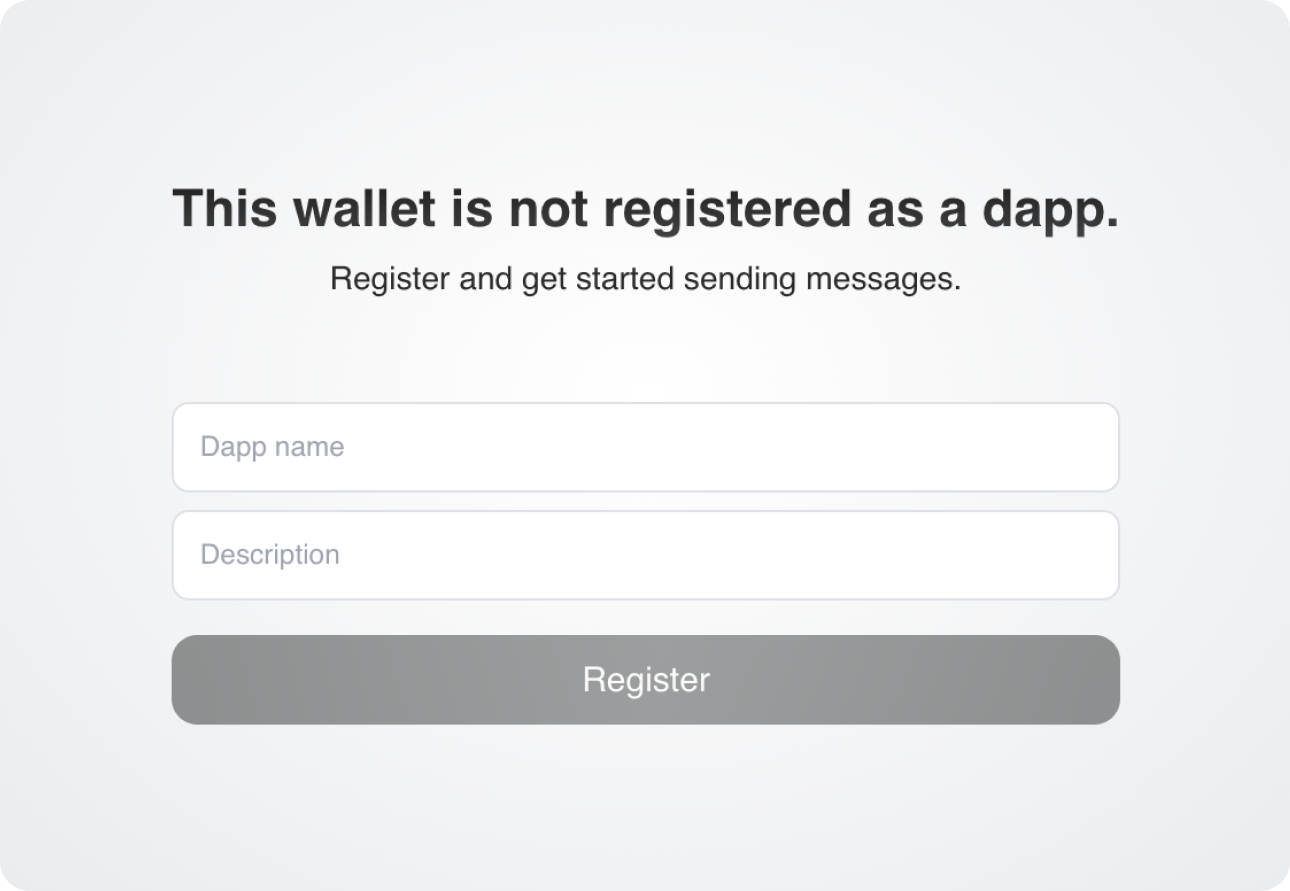 This wallet is not registered as a dapp.
Register and get started sending messages.
Dapp name
Description
Register